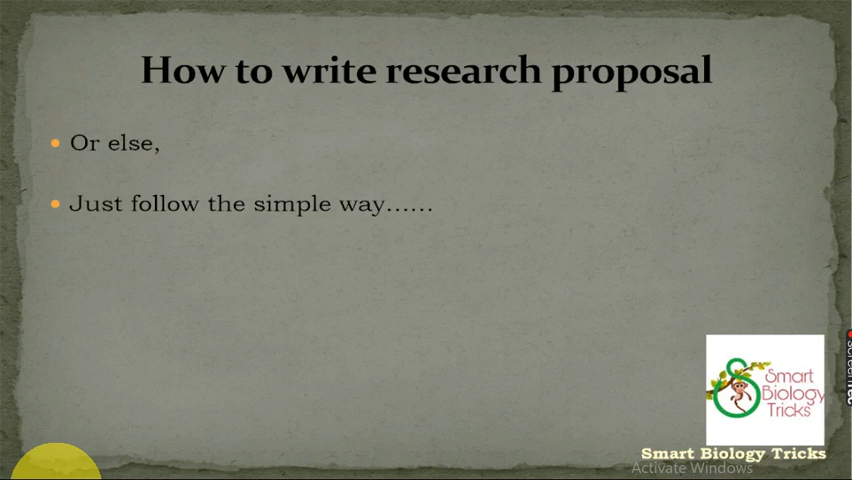 How to write research proposal
Or else,
Just follow the simple way......
Smart
Biology
Tricks
Smart Biology Tricks
Activate Windows